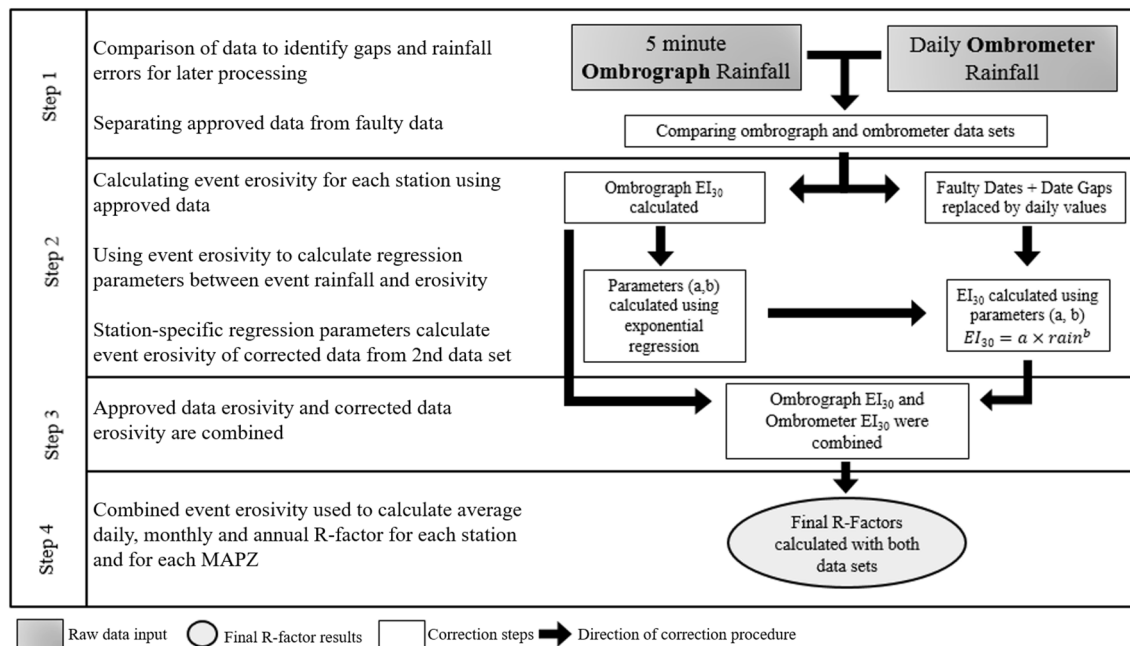 Step 1
Comparison of data to identify gaps and rainfall
errors for later processing
Separating approved data from faulty data
5 minute
Ombrograph Rainfall
Daily Ombrometer
Rainfall
Comparing ombrograph and ombrometer data sets
Step 2
Calculating event erosivity for each station using
approved data
Using event erosivity to calculate regression
parameters between event rainfall and erosivity
Station-specific regression parameters calculate
event erosivity of corrected data from 2nd data set
Ombrograph EI₃₀
calculated
Faulty Dates + Date Gaps
replaced by daily values
Parameters (a,b)
calculated using
exponential
regression
EI₃₀ calculated using
parameters (a, b)
EI₃₀ = a × rainᵇ
Step 3
Approved data erosivity and corrected data
erosivity are combined
Ombrograph EI₃₀ and
Ombrometer EI₃₀ were
combined
Step 4
Combined event erosivity used to calculate average
daily, monthly and annual R-factor for each station
and for each MAPZ
Final R-Factors
calculated with both
data sets
Raw data input
Final R-factor results
Correction steps
Direction of correction procedure